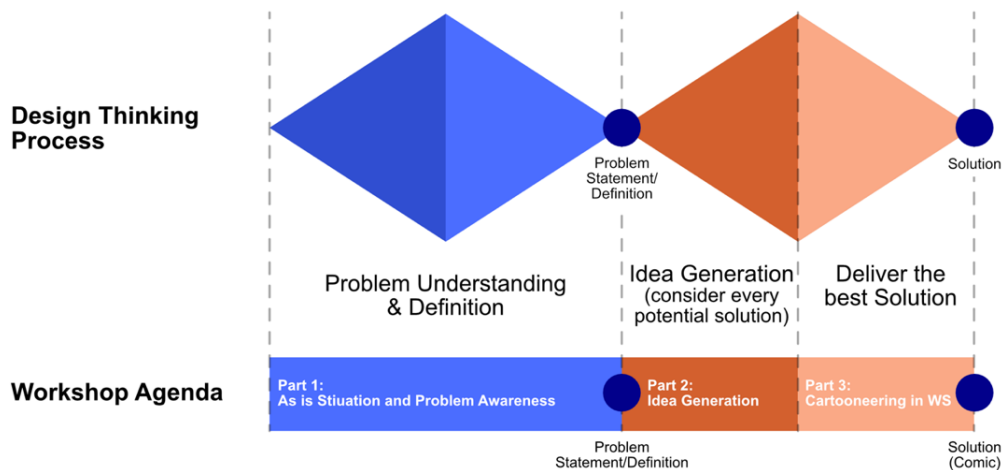 Design Thinking
Process
Problem
Statement/
Definition
Solution
Problem Understanding
& Definition
Idea Generation
(consider every
potential solution)
Deliver the
best Solution
Workshop Agenda
Part 1:
As is Stiuation and Problem Awareness
Part 2:
Idea Generation
Part 3:
Cartooneering in WS
Problem
Statement/Definition
Solution
(Comic)